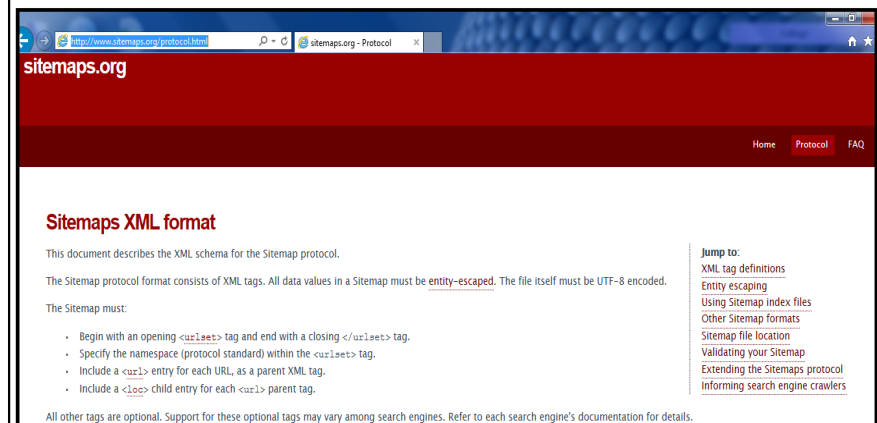 http://www.sitemaps.org/protocol.html
sitemaps.org - Protocol
sitemaps.org
Home Protocol FAQ
Sitemaps XML format
This document describes the XML schema for the Sitemap protocol.
The Sitemap protocol format consists of XML tags. All data values in a Sitemap must be entity-escaped. The file itself must be UTF-8 encoded.
The Sitemap must:
• Begin with an opening <urlset> tag and end with a closing </urlset> tag.
• Specify the namespace (protocol standard) within the <urlset> tag.
• Include a <url> entry for each URL, as a parent XML tag.
• Include a <loc> child entry for each <url> parent tag.
All other tags are optional. Support for these optional tags may vary among search engines. Refer to each search engine's documentation for details.
Jump to:
XML tag definitions
Entity escaping
Using Sitemap index files
Other Sitemap formats
Sitemap file location
Validating your Sitemap
Extending the Sitemaps protocol
Informing search engine crawlers